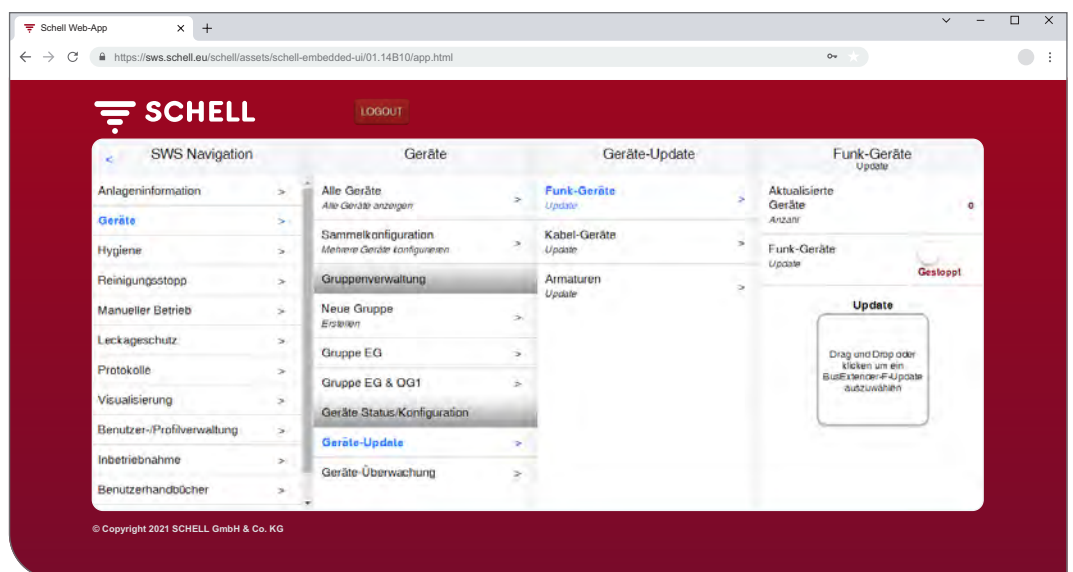 Schell Web-App
https://sws.schell.eu/schell/assets/schell-embedded-ui/01.14B10/app.html
SCHELL
LOGOUT
< SWS Navigation
Anlageninformation >
Geräte >
Hygiene >
Reinigungsstopp >
Manueller Betrieb >
Leckageschutz >
Protokolle >
Visualisierung >
Benutzer-/Profilverwaltung >
Inbetriebnahme >
Benutzerhandbücher >
Geräte
Alle Geräte >
Alle Geräte anzeigen
Sammelkonfiguration >
Mehrere Geräte konfigurieren
Gruppenverwaltung
Neue Gruppe >
Erstellen
Gruppe EG >
Gruppe EG & OG1 >
Geräte Status/Konfiguration
Geräte-Update >
Geräte-Überwachung >
Geräte-Update
Funk-Geräte >
Update
Kabel-Geräte >
Update
Armaturen >
Update
Funk-Geräte
Update
Aktualisierte
Geräte 0
Anzahl
Funk-Geräte
Update
Gestoppt
Update
Drag und Drop oder
klicken um ein
BusExtender-F-Update
auszuwählen
© Copyright 2021 SCHELL GmbH & Co. KG